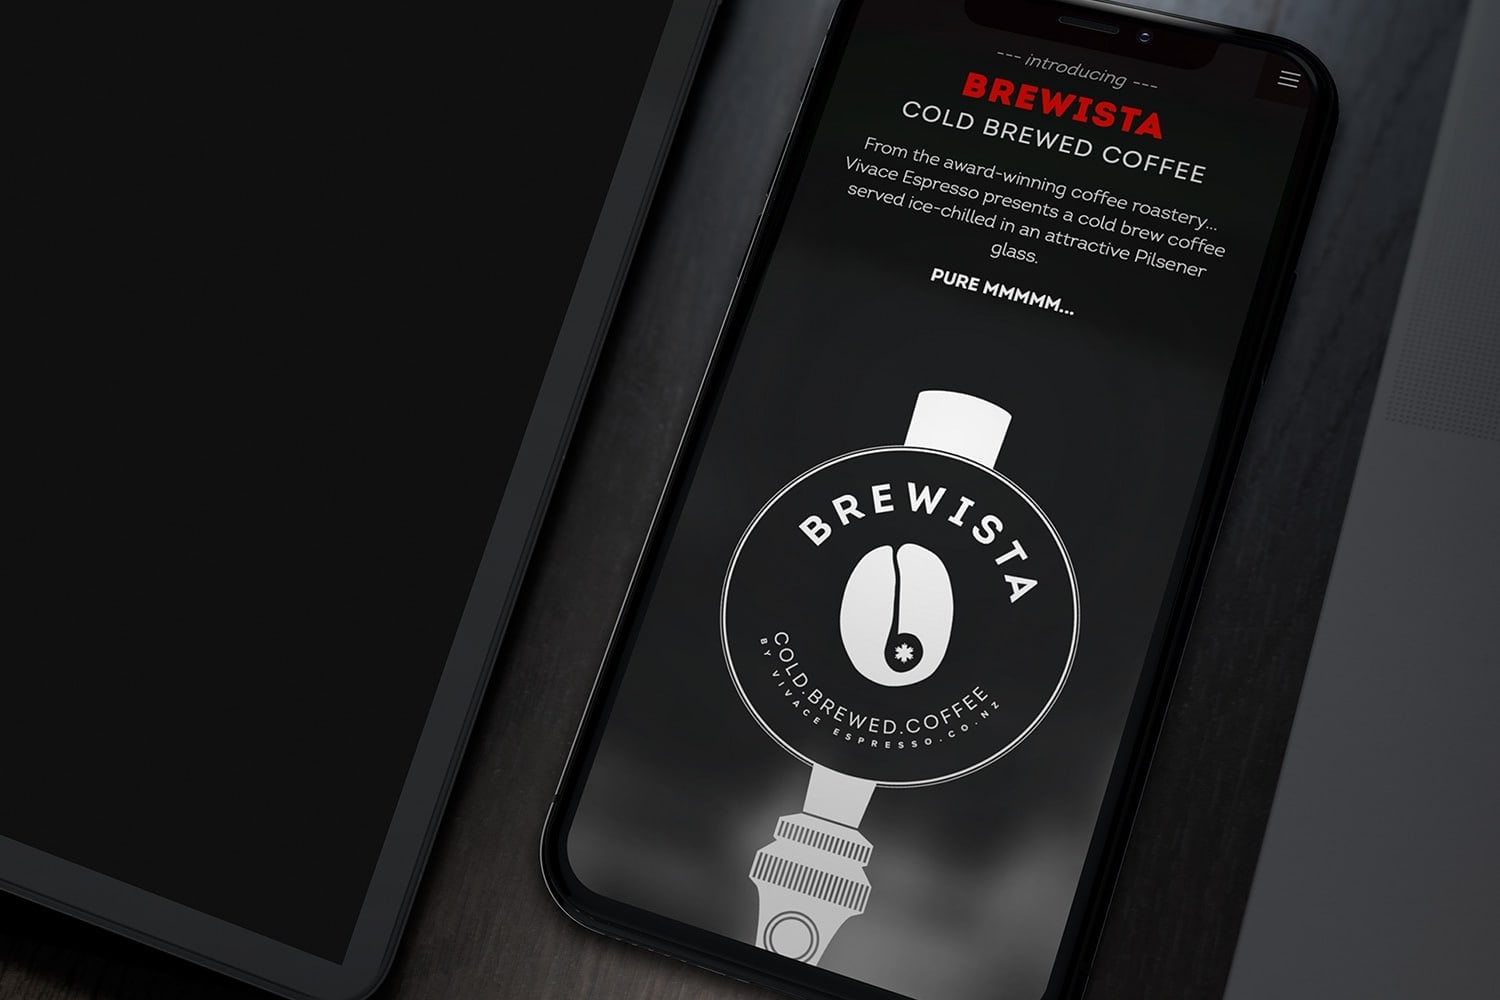 --- introducing ---
BREWISTA
COLD BREWED COFFEE
From the award-winning coffee roastery...
Vivace Espresso presents a cold brew coffee
served ice-chilled in an attractive Pilsener
glass.
PURE MMMMM...
BREWISTA
COLD.BREWED.COFFEE
BY VIVACE ESPRESSO.CO.NZ